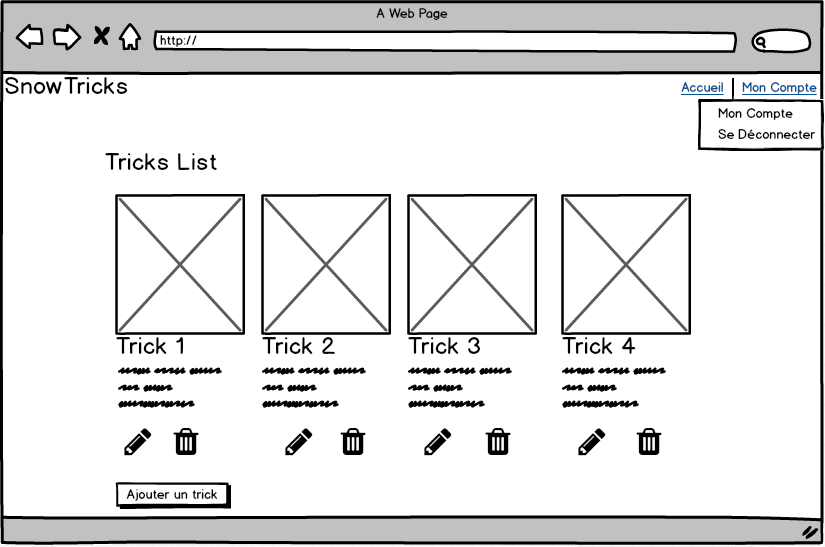 A Web Page
http://
SnowTricks
Accueil
Mon Compte
Mon Compte
Se Déconnecter
Tricks List
Trick 1
Trick 2
Trick 3
Trick 4
Ajouter un trick